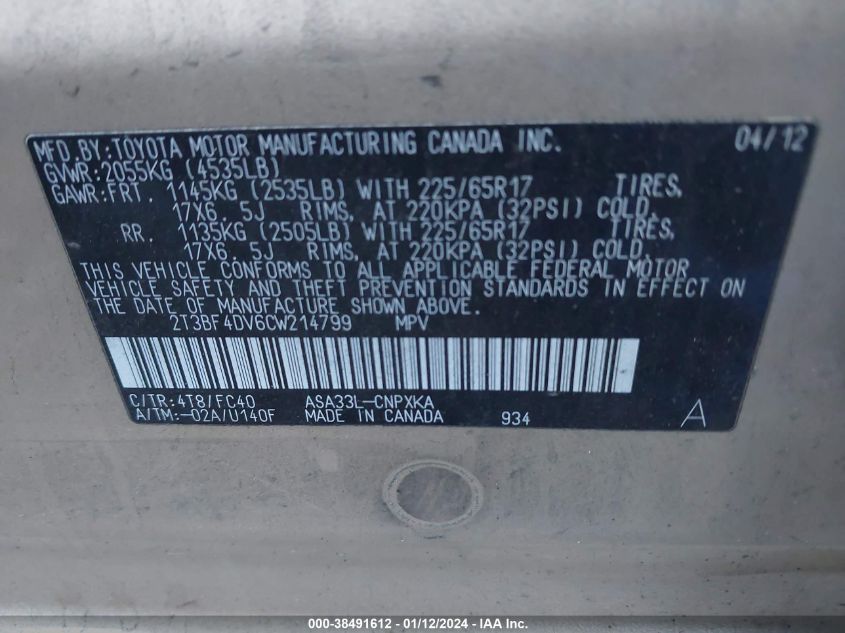 MFD.BY:TOYOTA MOTOR MANUFACTURING CANADA INC. 04/12
GVWR:2055KG (4535LB)
GAWR:FRT. 1145KG (2535LB) WITH 225/65R17 TIRES,
17X6. 5J RIMS, AT 220KPA (32PSI) COLD.
RR. 1135KG (2505LB) WITH 225/65R17 TIRES,
17X6. 5J RIMS, AT 220KPA (32PSI) COLD.
THIS VEHICLE CONFORMS TO ALL APPLICABLE FEDERAL MOTOR
VEHICLE SAFETY AND THEFT PREVENTION STANDARDS IN EFFECT ON
THE DATE OF MANUFACTURE SHOWN ABOVE.
2T3BF4DV6CW214799 MPV
C/TR:4T8/FC40 ASA33L-CNPXKA
A/TM:-02A/U140F MADE IN CANADA 934 A
000-38491612 - 01/12/2024 - IAA Inc.